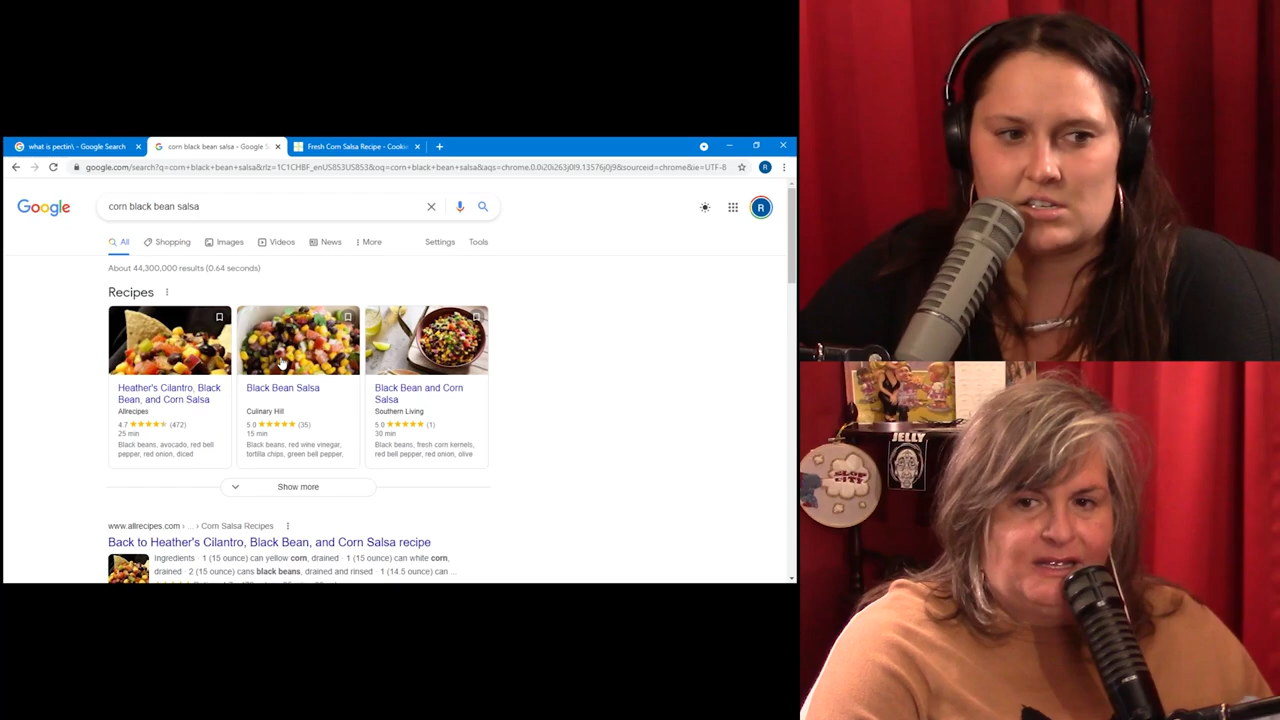 what is pectin\ - Google Search
corn black bean salsa - Google S
Fresh Corn Salsa Recipe - Cookie
google.com/search?q=corn+black+bean+salsa&rlz=1C1CHBF_enUS853US853&oq=corn+black+bean+salsa&aqs=chrome.0.0i20i263j0l9.13576j0j9&sourceid=chrome&ie=UTF-8
R
Google
corn black bean salsa
R
All
Shopping
Images
Videos
News
More
Settings
Tools
About 44,300,000 results (0.64 seconds)
Recipes
Heather's Cilantro, Black
Bean, and Corn Salsa
Allrecipes
4.7 (472)
25 min
Black beans, avocado, red bell
pepper, red onion, diced
Black Bean Salsa
Culinary Hill
5.0 (35)
15 min
Black beans, red wine vinegar,
tortilla chips, green bell pepper,
Black Bean and Corn
Salsa
Southern Living
5.0 (1)
30 min
Black beans, fresh corn kernels,
red bell pepper, red onion, olive
Show more
www.allrecipes.com › ... › Corn Salsa Recipes
Back to Heather's Cilantro, Black Bean, and Corn Salsa recipe
Ingredients · 1 (15 ounce) can yellow corn, drained · 1 (15 ounce) can white corn,
drained · 2 (15 ounce) cans black beans, drained and rinsed · 1 (14.5 ounce) can ...
JELLY
SLOP
CITY